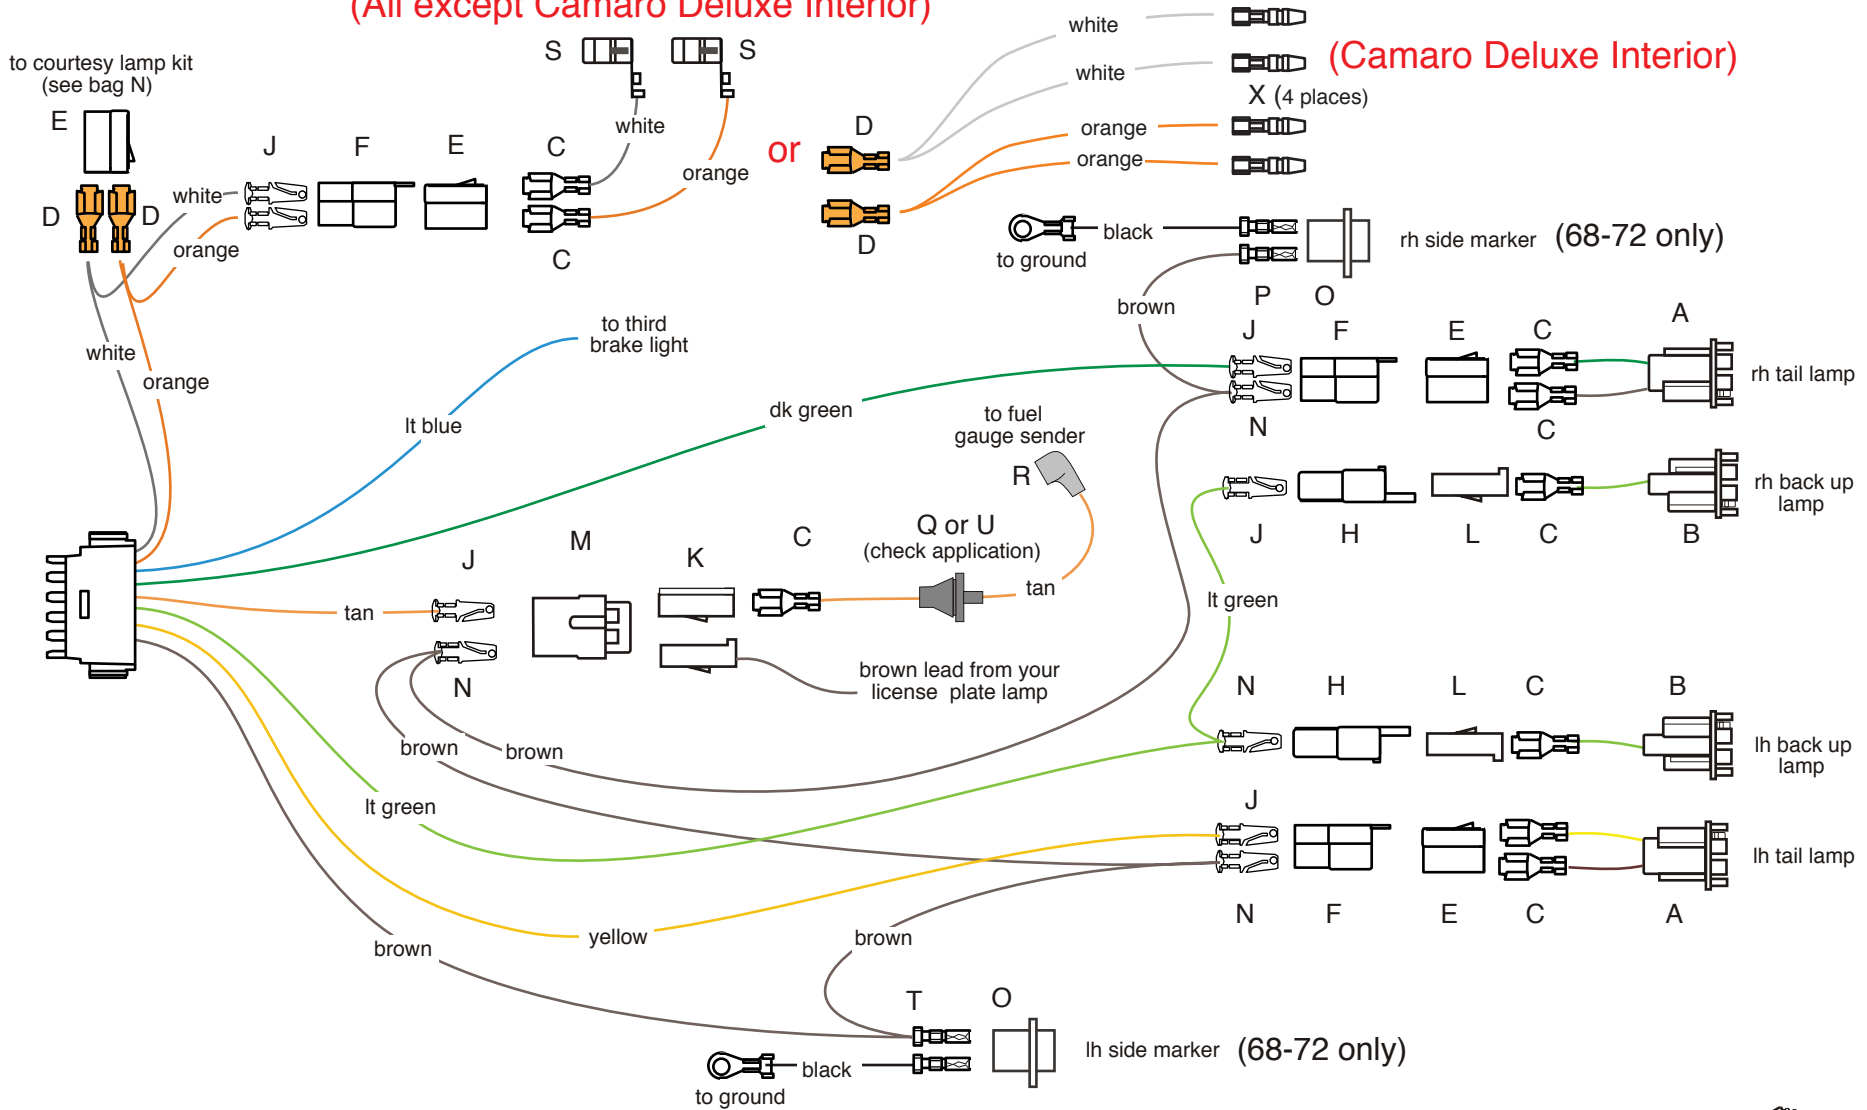 (All except Camaro Deluxe Interior)
to courtesy lamp kit
(see bag N)
E
D
D
white
orange
white
orange
J
F
E
C
C
S
S
white
orange
or
D
D
white
white
orange
orange
X (4 places)
(Camaro Deluxe Interior)
black
to ground
P
O
rh side marker (68-72 only)
brown
to third
brake light
lt blue
dk green
J
N
F
E
C
C
A
rh tail lamp
to fuel
gauge sender
R
J
H
L
C
B
rh back up
lamp
lt green
J
N
M
K
C
Q or U
(check application)
tan
tan
brown lead from your
license plate lamp
brown
brown
N
H
L
C
B
lh back up
lamp
lt green
J
N
F
E
C
A
lh tail lamp
yellow
brown
brown
T
O
lh side marker (68-72 only)
black
to ground